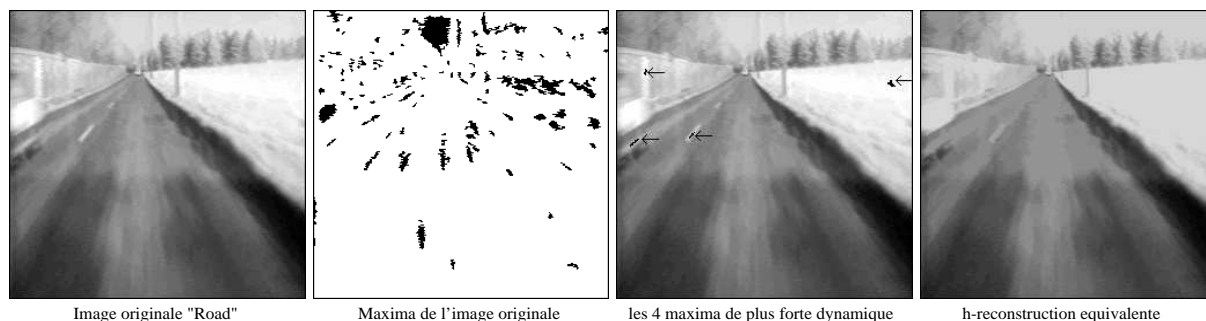 Image originale "Road"
Maxima de l'image originale
les 4 maxima de plus forte dynamique
h-reconstruction equivalente